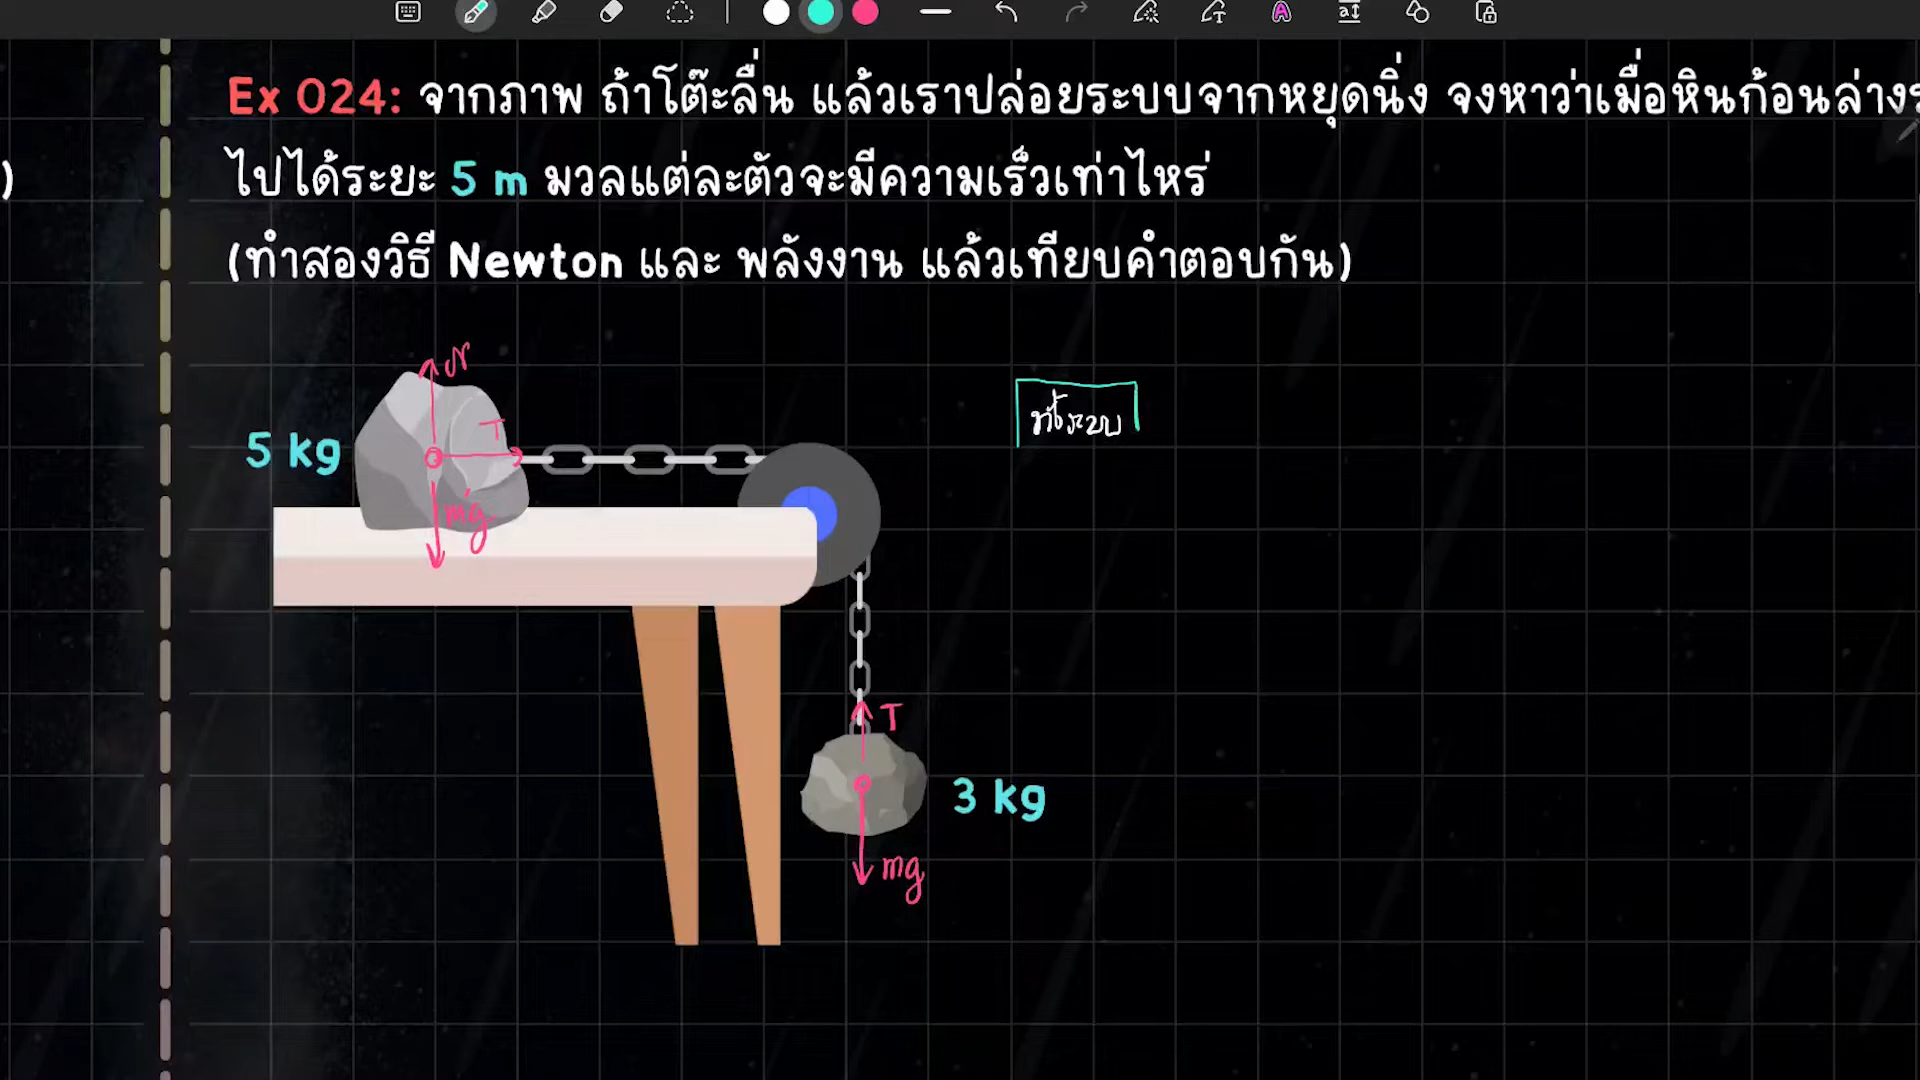 Ex 024: จากภาพ ถ้าโต๊ะลื่น แล้วเราปล่อยระบบจากหยุดนิ่ง จงหาว่าเมื่อหินก้อนล่าง
ไปได้ระยะ 5 m มวลแต่ละตัวจะมีความเร็วเท่าไหร่
(ทำสองวิธี Newton และ พลังงาน แล้วเทียบคำตอบกัน)
)
N
T
5 kg
mg
ทั้งระบบ
T
3 kg
mg